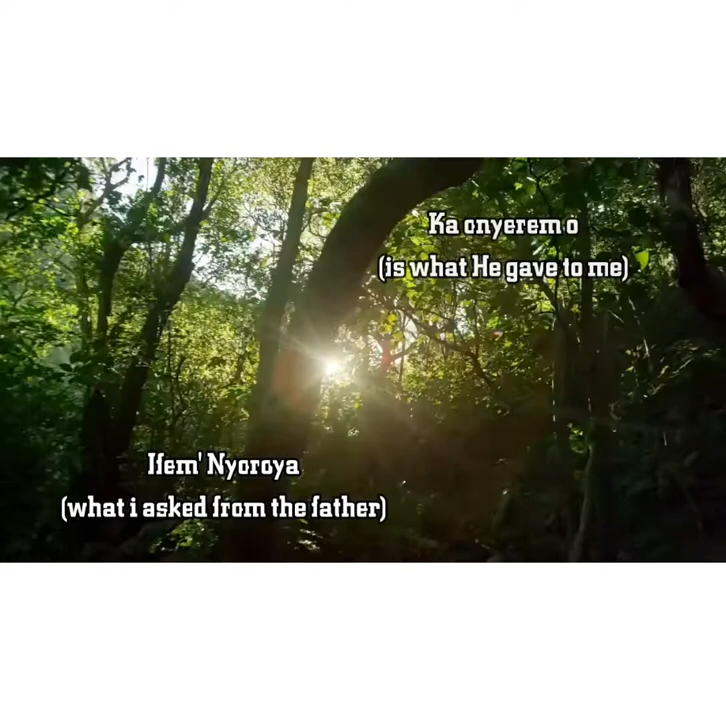 Ka onyerem o
(is what He gave to me)
Ifem' Nyoroya
(what i asked from the father)